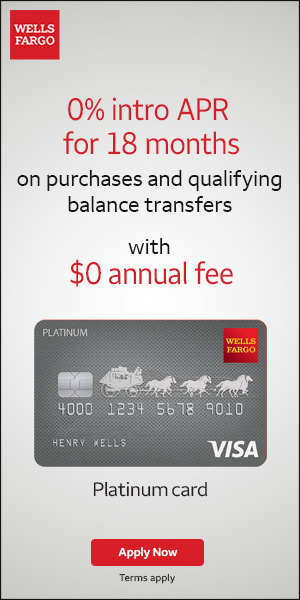 WELLS
FARGO
0% intro APR
for 18 months
on purchases and qualifying
balance transfers
with
$0 annual fee
PLATINUM
WELLS
FARGO
4000 1234 5678 9010
HENRY WELLS
VISA
Platinum card
Apply Now
Terms apply